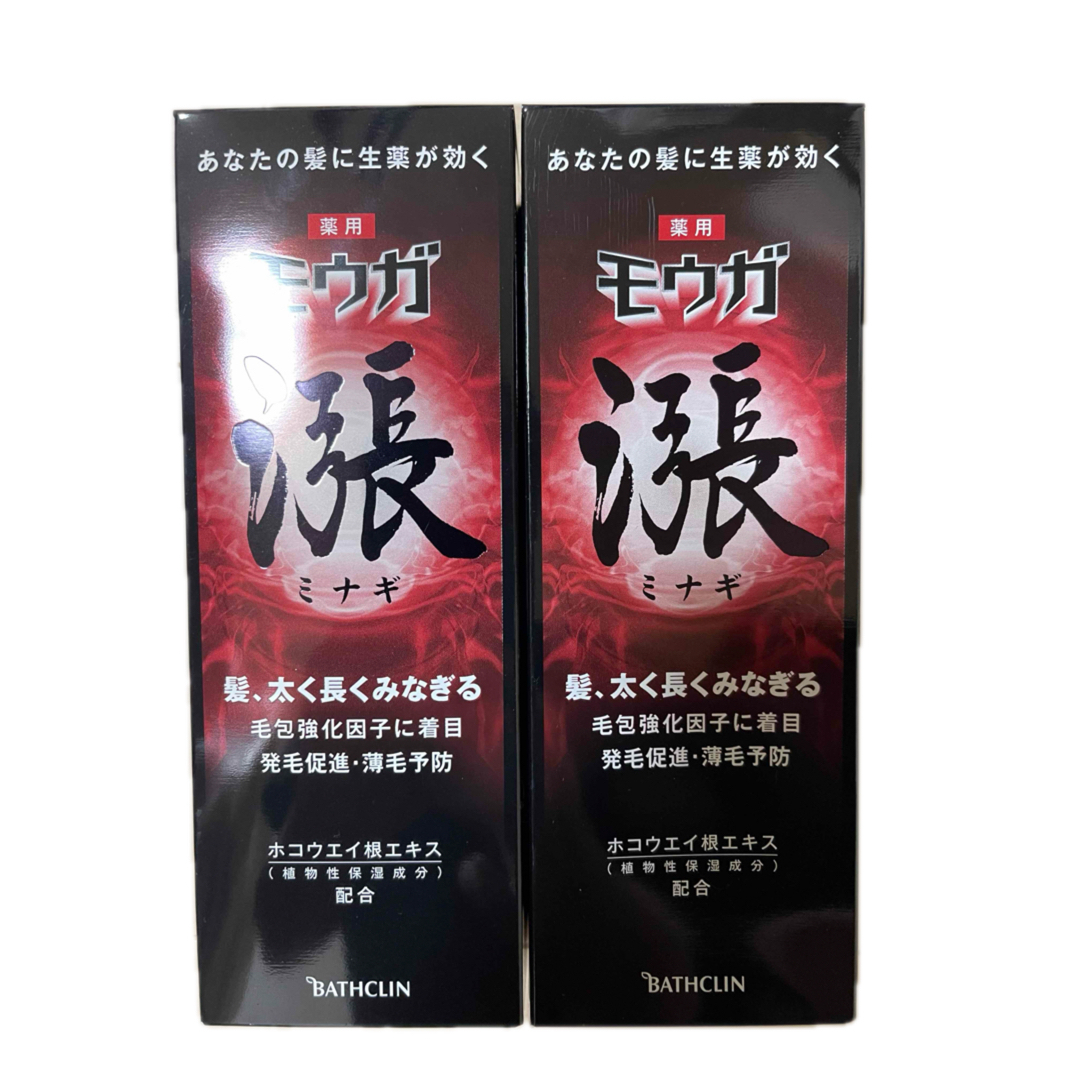 あなたの髪に生薬が効く
薬用
モウガ
漲
ミナギ
髪、太く長くみなぎる
毛包強化因子に着目
発毛促進・薄毛予防
ホコウエイ根エキス
(植物性保湿成分)
配合
BATHCLIN
あなたの髪に生薬が効く
薬用
モウガ
漲
ミナギ
髪、太く長くみなぎる
毛包強化因子に着目
発毛促進・薄毛予防
ホコウエイ根エキス
(植物性保湿成分)
配合
BATHCLIN